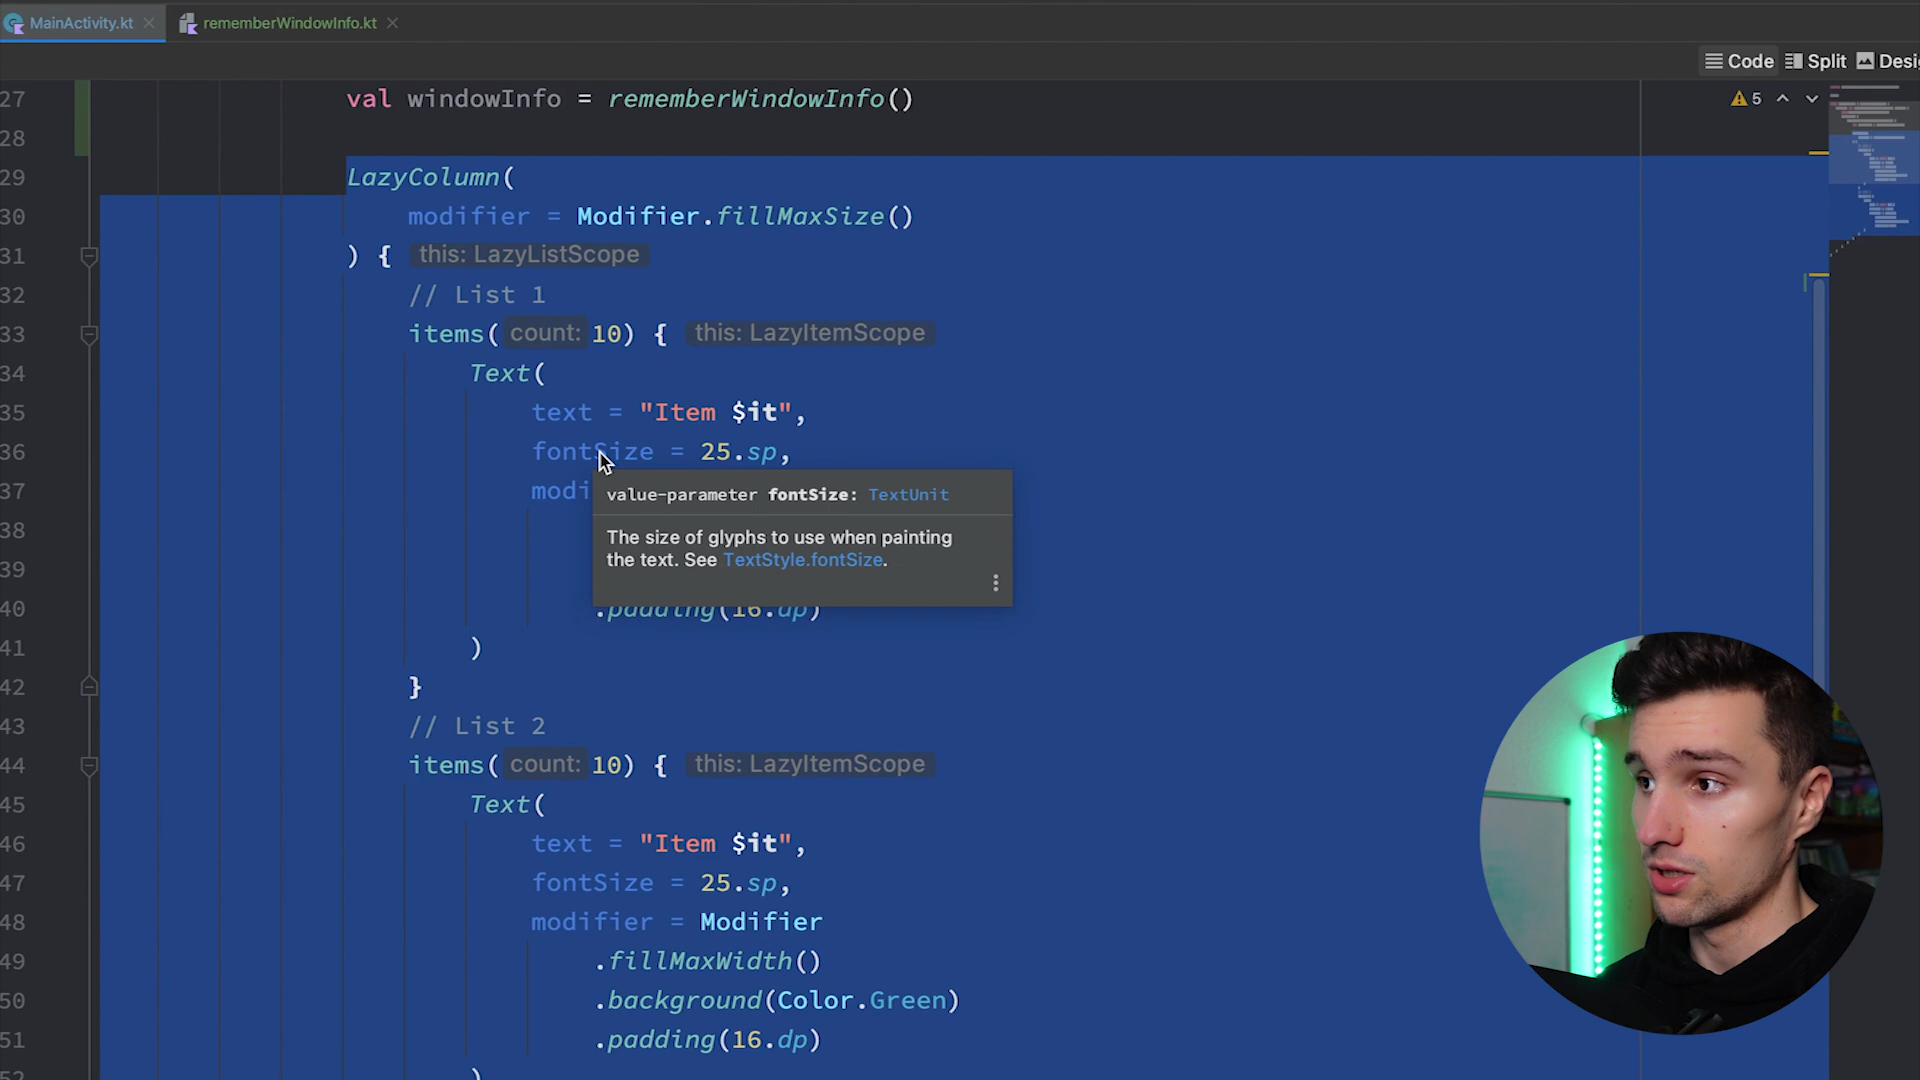 MainActivity.kt
rememberWindowInfo.kt
Code
Split
Desi
27 val windowInfo = rememberWindowInfo()
5
28
29 LazyColumn(
30 modifier = Modifier.fillMaxSize()
31 ) { this: LazyListScope
32 // List 1
33 items( count: 10) { this: LazyItemScope
34 Text(
35 text = "Item $it",
36 fontSize = 25.sp,
37 modi
value-parameter fontSize: TextUnit
38
The size of glyphs to use when painting
39
the text. See TextStyle.fontSize.
40 .padding(16.dp)
41 )
42 }
43 // List 2
44 items( count: 10) { this: LazyItemScope
45 Text(
46 text = "Item $it",
47 fontSize = 25.sp,
48 modifier = Modifier
49 .fillMaxWidth()
50 .background(Color.Green)
51 .padding(16.dp)
52 )